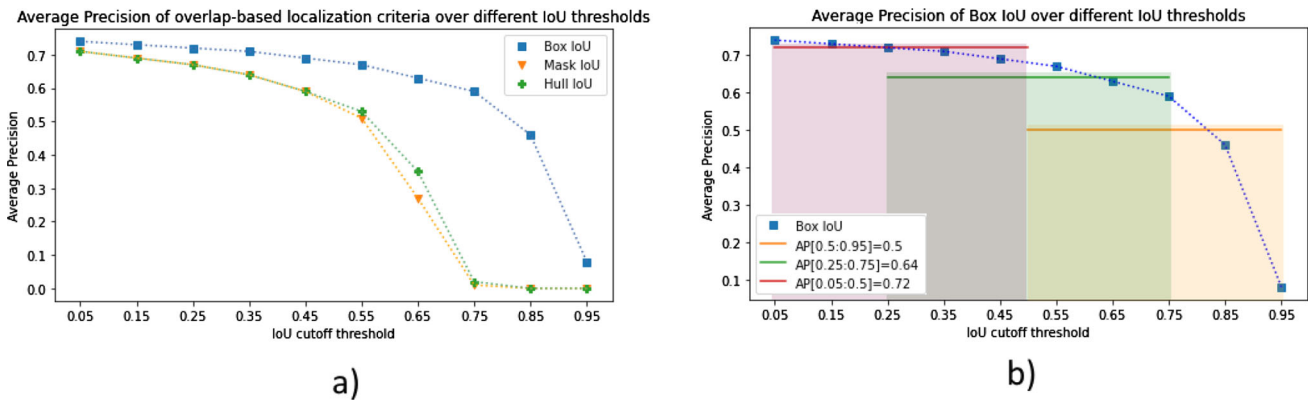 Average Precision of overlap-based localization criteria over different IoU thresholds
Average Precision
0.7
0.6
0.5
0.4
0.3
0.2
0.1
0.0
Box IoU
Mask IoU
Hull IoU
0.05 0.15 0.25 0.35 0.45 0.55 0.65 0.75 0.85 0.95
IoU cutoff threshold
a)
Average Precision of Box IoU over different IoU thresholds
Average Precision
0.7
0.6
0.5
0.4
0.3
0.2
0.1
Box IoU
AP[0.5:0.95]=0.5
AP[0.25:0.75]=0.64
AP[0.05:0.5]=0.72
0.05 0.15 0.25 0.35 0.45 0.55 0.65 0.75 0.85 0.95
IoU cutoff threshold
b)